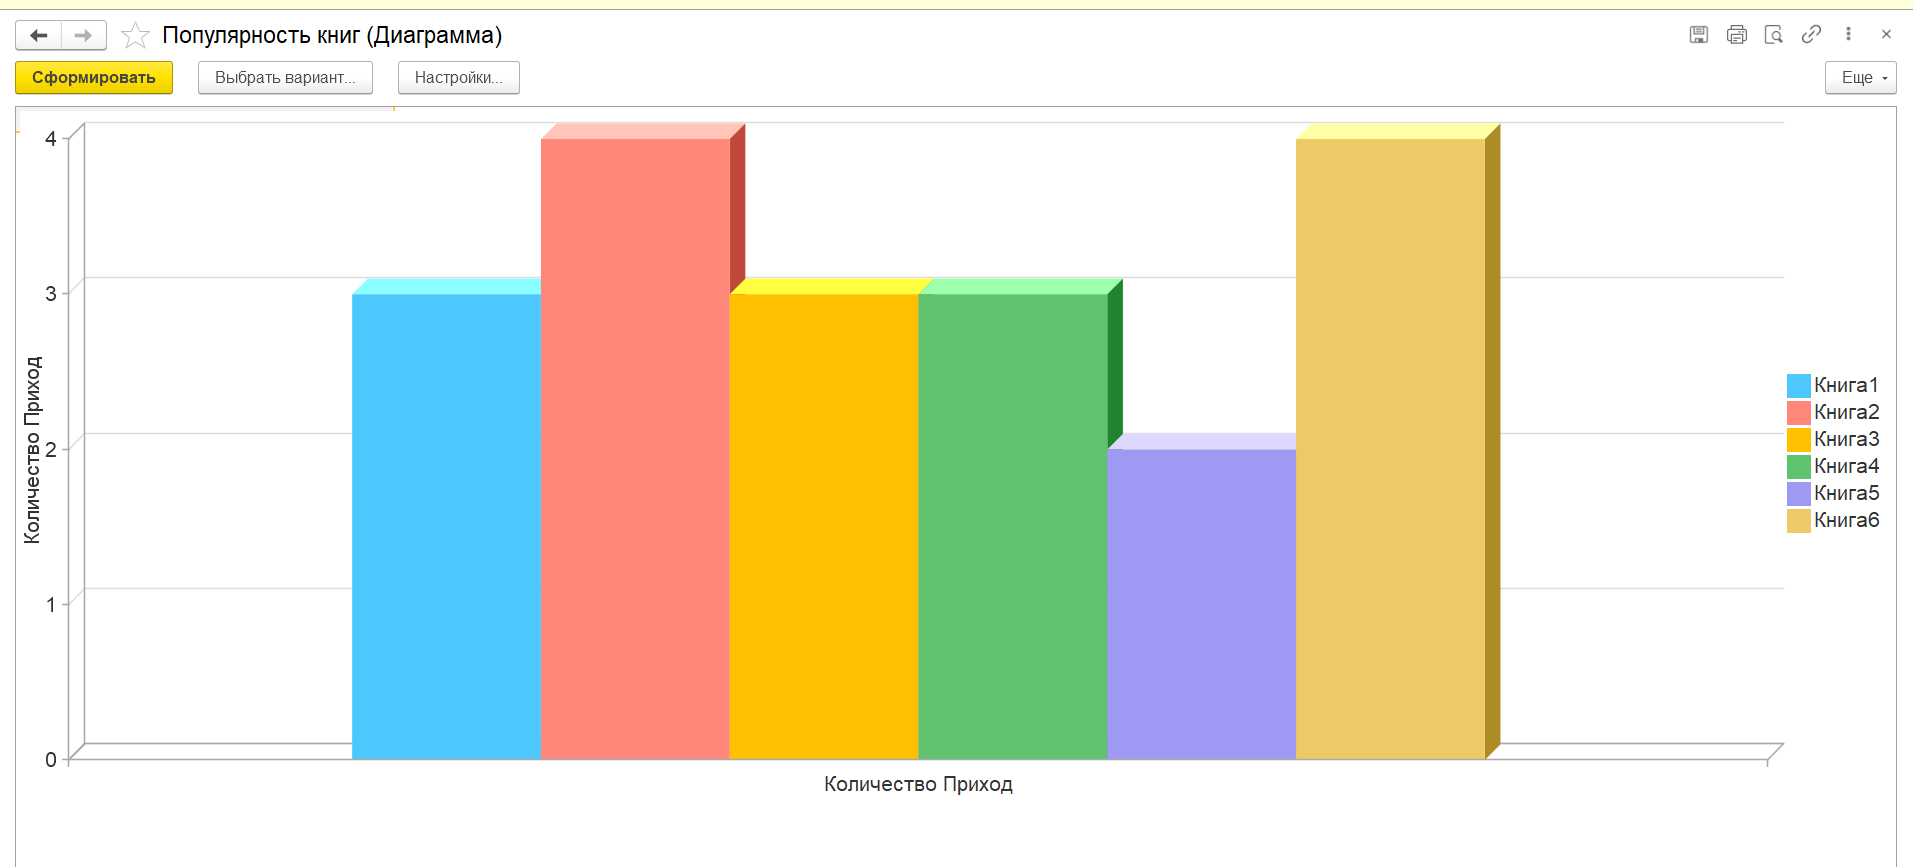 Популярность книг (Диаграмма)
Сформировать
Выбрать вариант...
Настройки...
Еще
4
3
2
1
0
Количество Приход
Количество Приход
Книга1
Книга2
Книга3
Книга4
Книга5
Книга6